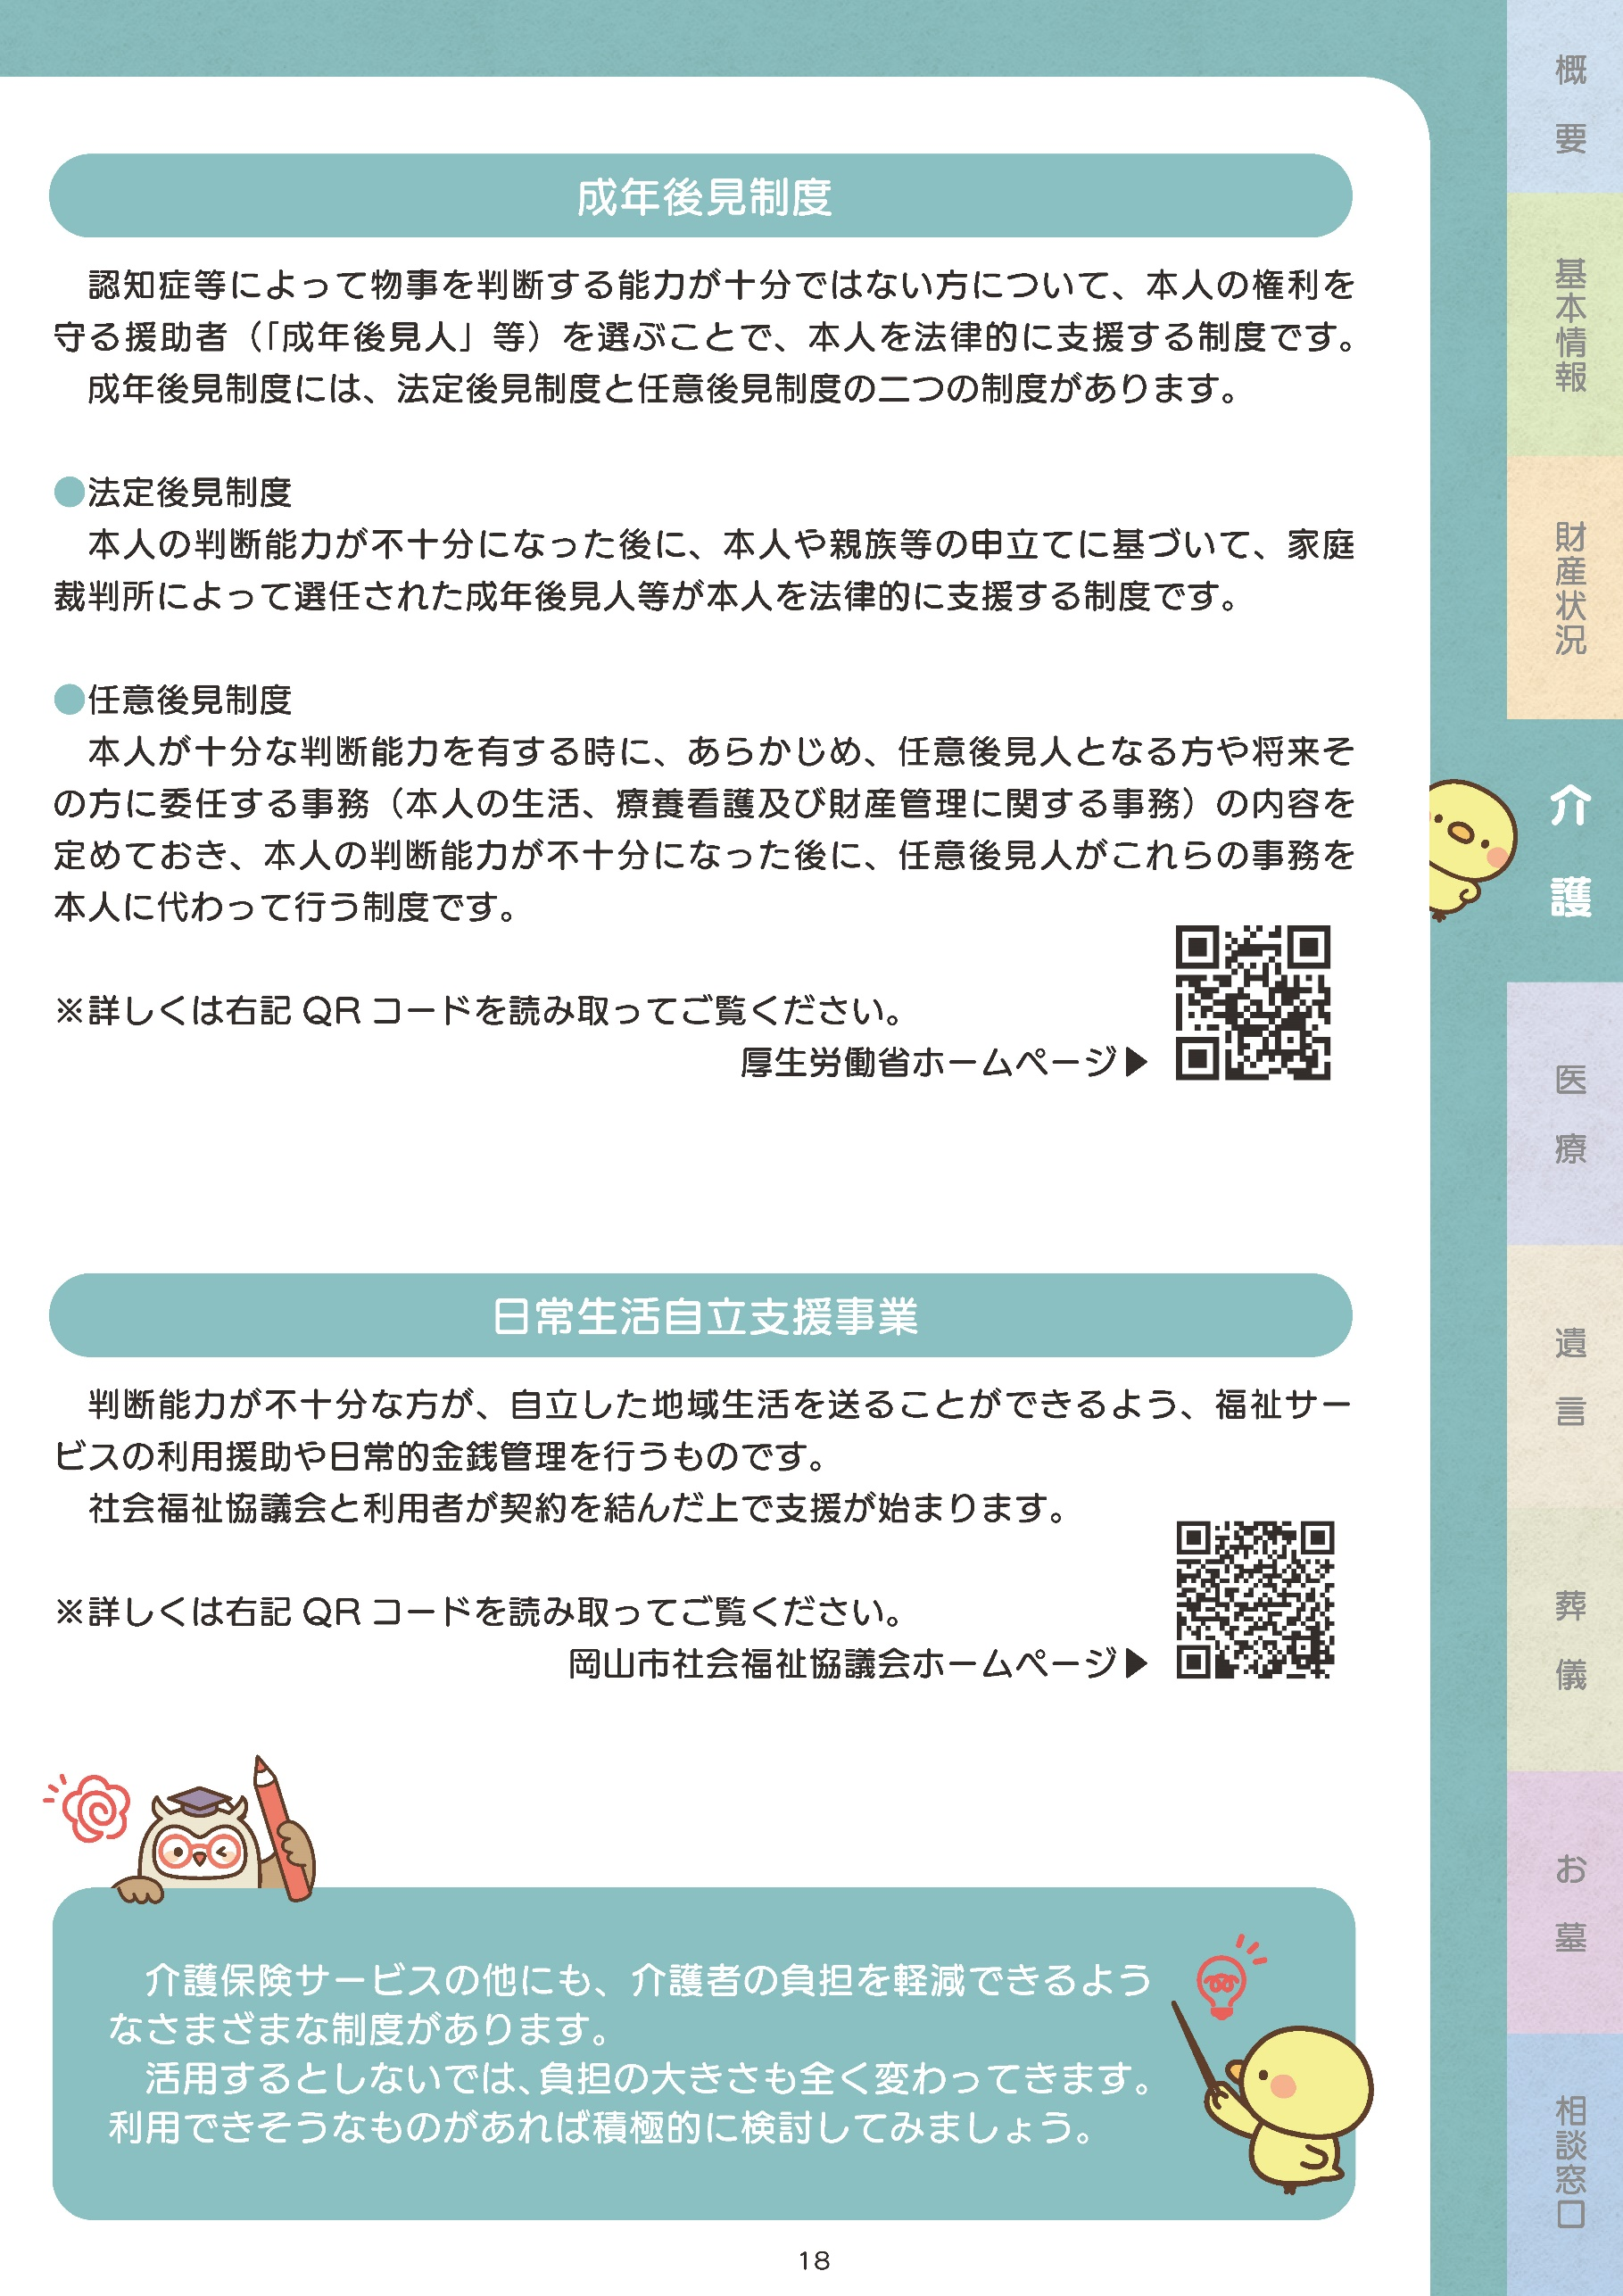 成年後見制度
　認知症等によって物事を判断する能力が十分ではない方について、本人の権利を
守る援助者（「成年後見人」等）を選ぶことで、本人を法律的に支援する制度です。
　成年後見制度には、法定後見制度と任意後見制度の二つの制度があります。
●法定後見制度
　本人の判断能力が不十分になった後に、本人や親族等の申立てに基づいて、家庭
裁判所によって選任された成年後見人等が本人を法律的に支援する制度です。
●任意後見制度
　本人が十分な判断能力を有する時に、あらかじめ、任意後見人となる方や将来そ
の方に委任する事務（本人の生活、療養看護及び財産管理に関する事務）の内容を
定めておき、本人の判断能力が不十分になった後に、任意後見人がこれらの事務を
本人に代わって行う制度です。
※詳しくは右記 QR コードを読み取ってご覧ください。
厚生労働省ホームページ▶
日常生活自立支援事業
　判断能力が不十分な方が、自立した地域生活を送ることができるよう、福祉サー
ビスの利用援助や日常的金銭管理を行うものです。
　社会福祉協議会と利用者が契約を結んだ上で支援が始まります。
※詳しくは右記 QR コードを読み取ってご覧ください。
岡山市社会福祉協議会ホームページ▶
　介護保険サービスの他にも、介護者の負担を軽減できるよう
なさまざまな制度があります。
　活用するとしないでは、負担の大きさも全く変わってきます。
利用できそうなものがあれば積極的に検討してみましょう。
18
概要
基本情報
財産状況
介護
医療
遺言
葬儀
お墓
相談窓口